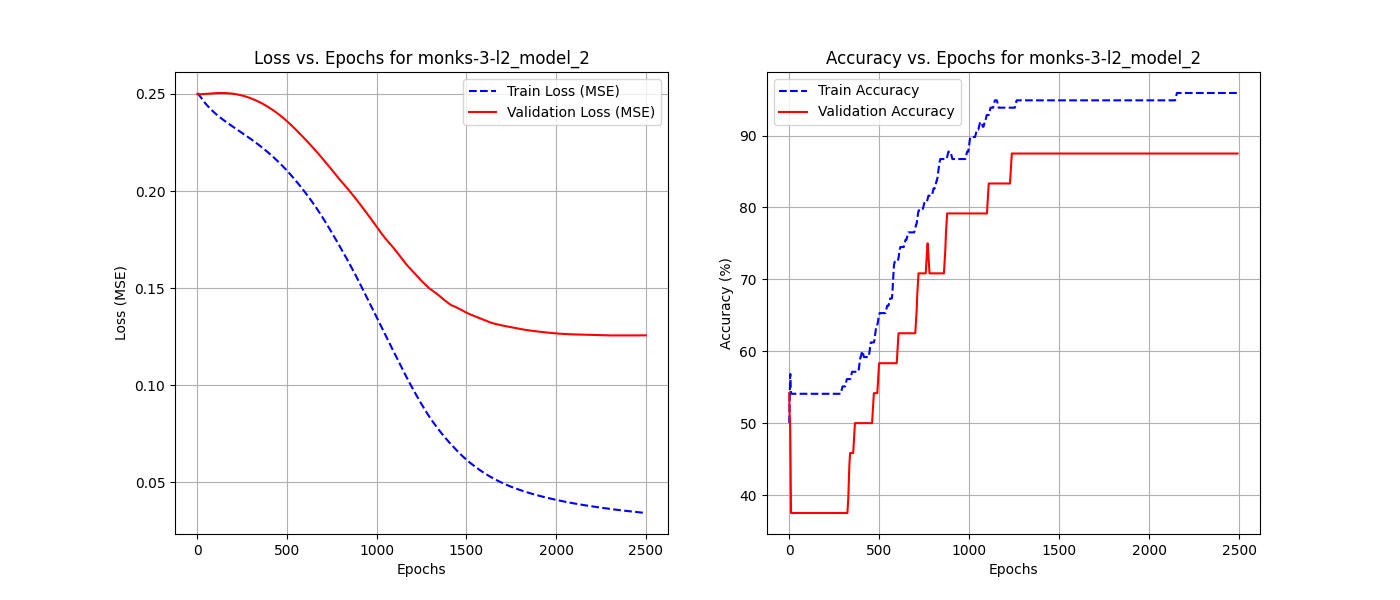 Loss vs. Epochs for monks-3-l2_model_2
Train Loss (MSE)
Validation Loss (MSE)
0.25
0.20
0.15
0.10
0.05
Loss (MSE)
0
500
1000
1500
2000
2500
Epochs
Accuracy vs. Epochs for monks-3-l2_model_2
Train Accuracy
Validation Accuracy
90
80
70
60
50
40
Accuracy (%)
0
500
1000
1500
2000
2500
Epochs